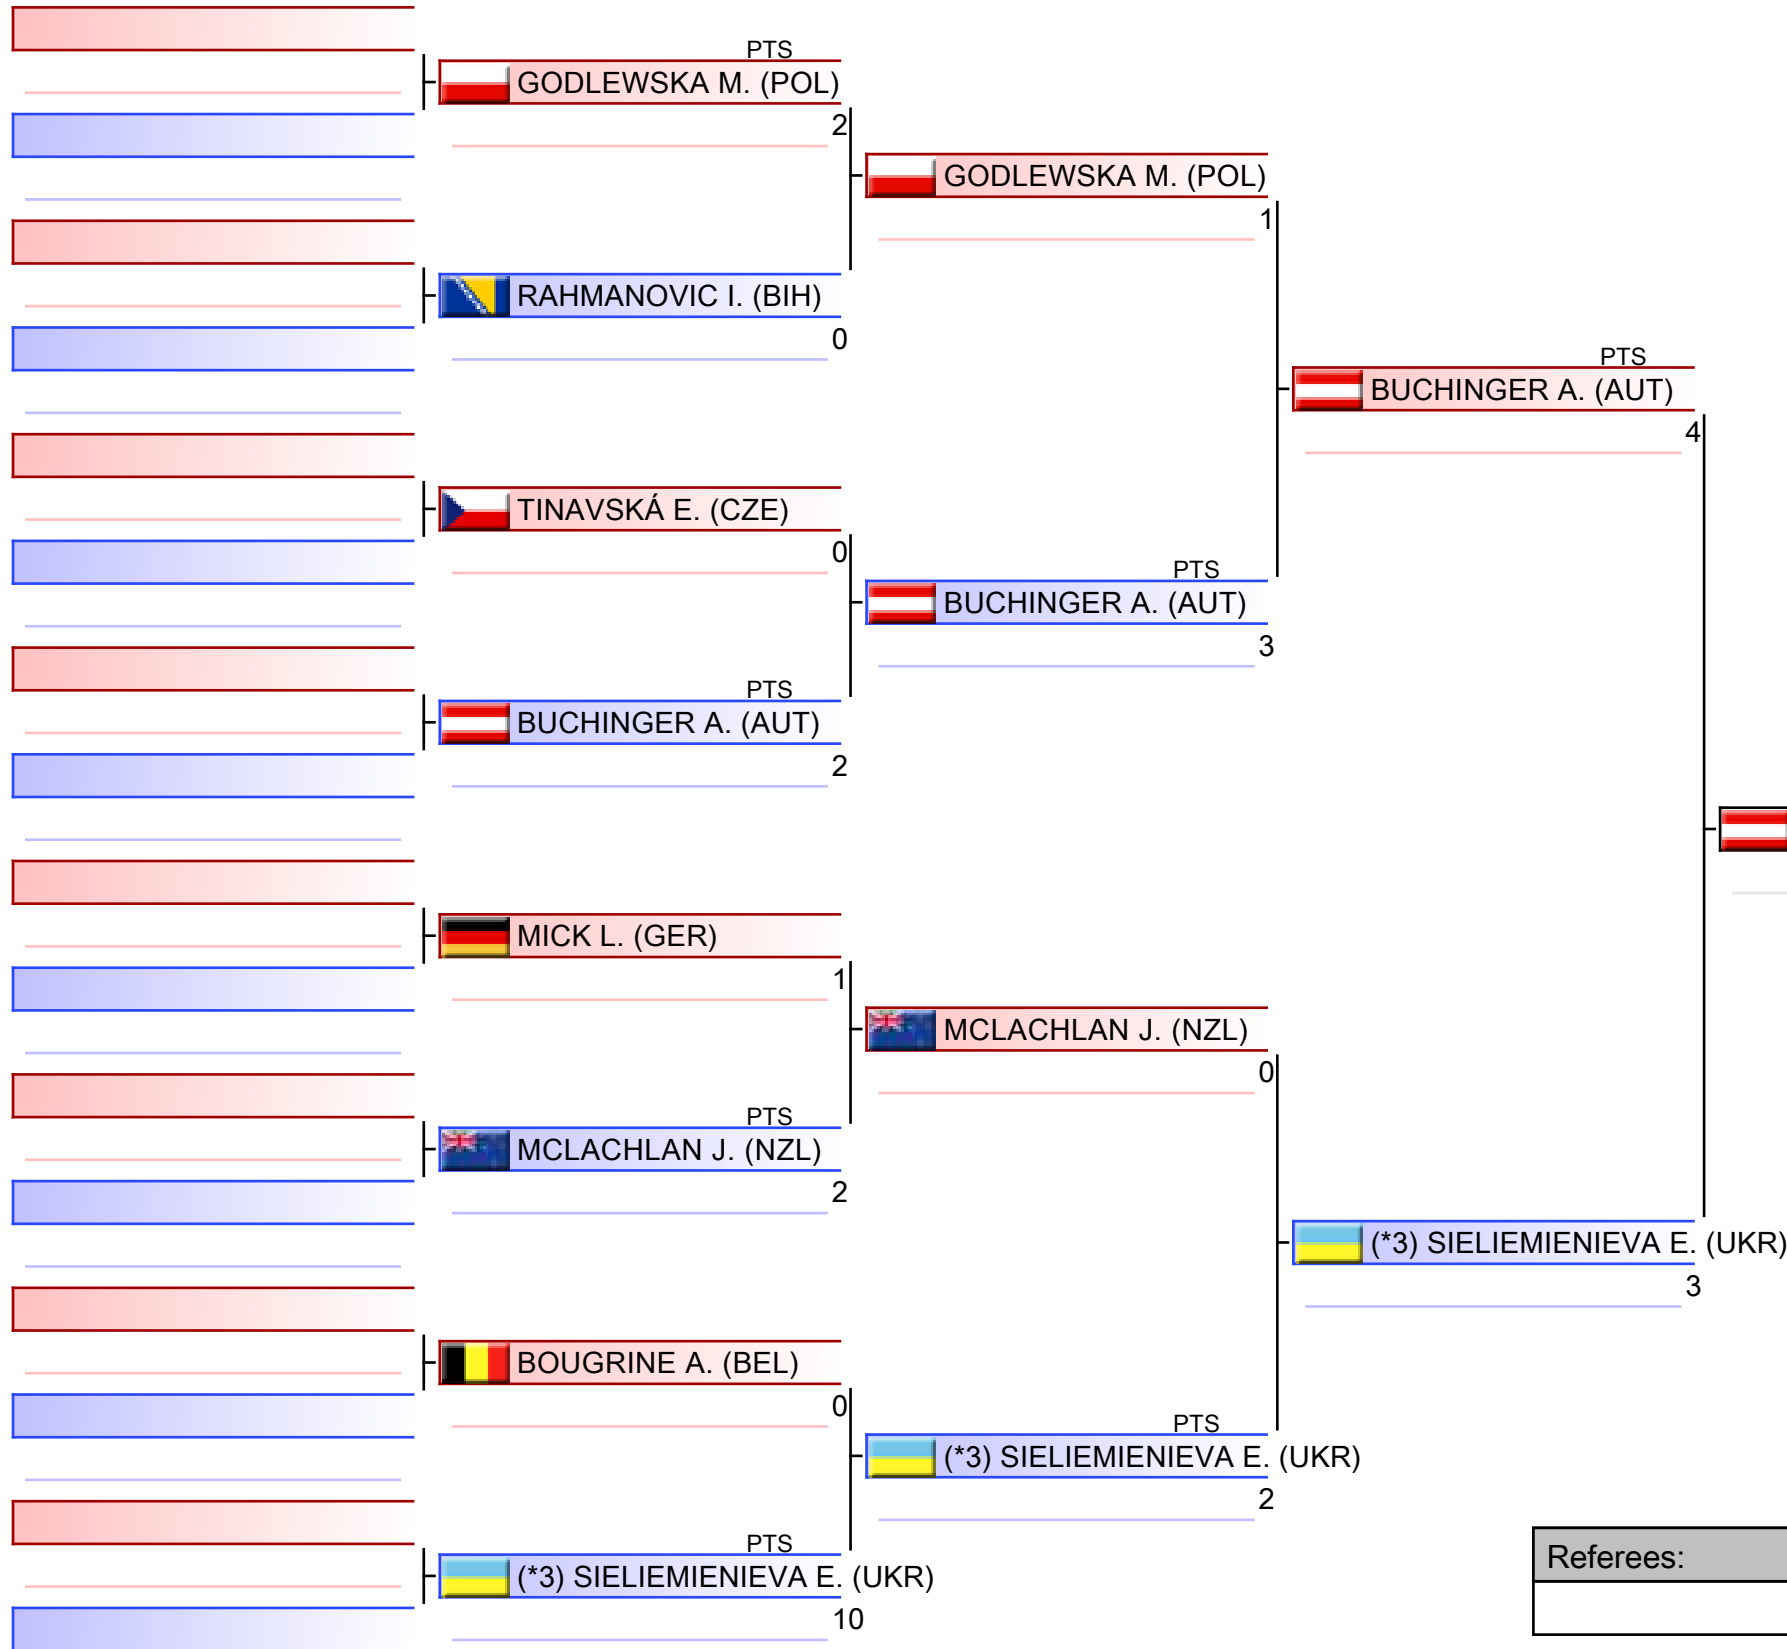 PTS
GODLEWSKA M. (POL)
2
GODLEWSKA M. (POL)
1
RAHMANOVIC I. (BIH)
0
PTS
BUCHINGER A. (AUT)
4
TINAVSKÁ E. (CZE)
0
PTS
BUCHINGER A. (AUT)
3
PTS
BUCHINGER A. (AUT)
2
MICK L. (GER)
1
MCLACHLAN J. (NZL)
0
PTS
MCLACHLAN J. (NZL)
2
(*3) SIELIEMIENIEVA E. (UKR)
3
BOUGRINE A. (BEL)
0
PTS
(*3) SIELIEMIENIEVA E. (UKR)
2
PTS
(*3) SIELIEMIENIEVA E. (UKR)
10
Referees: